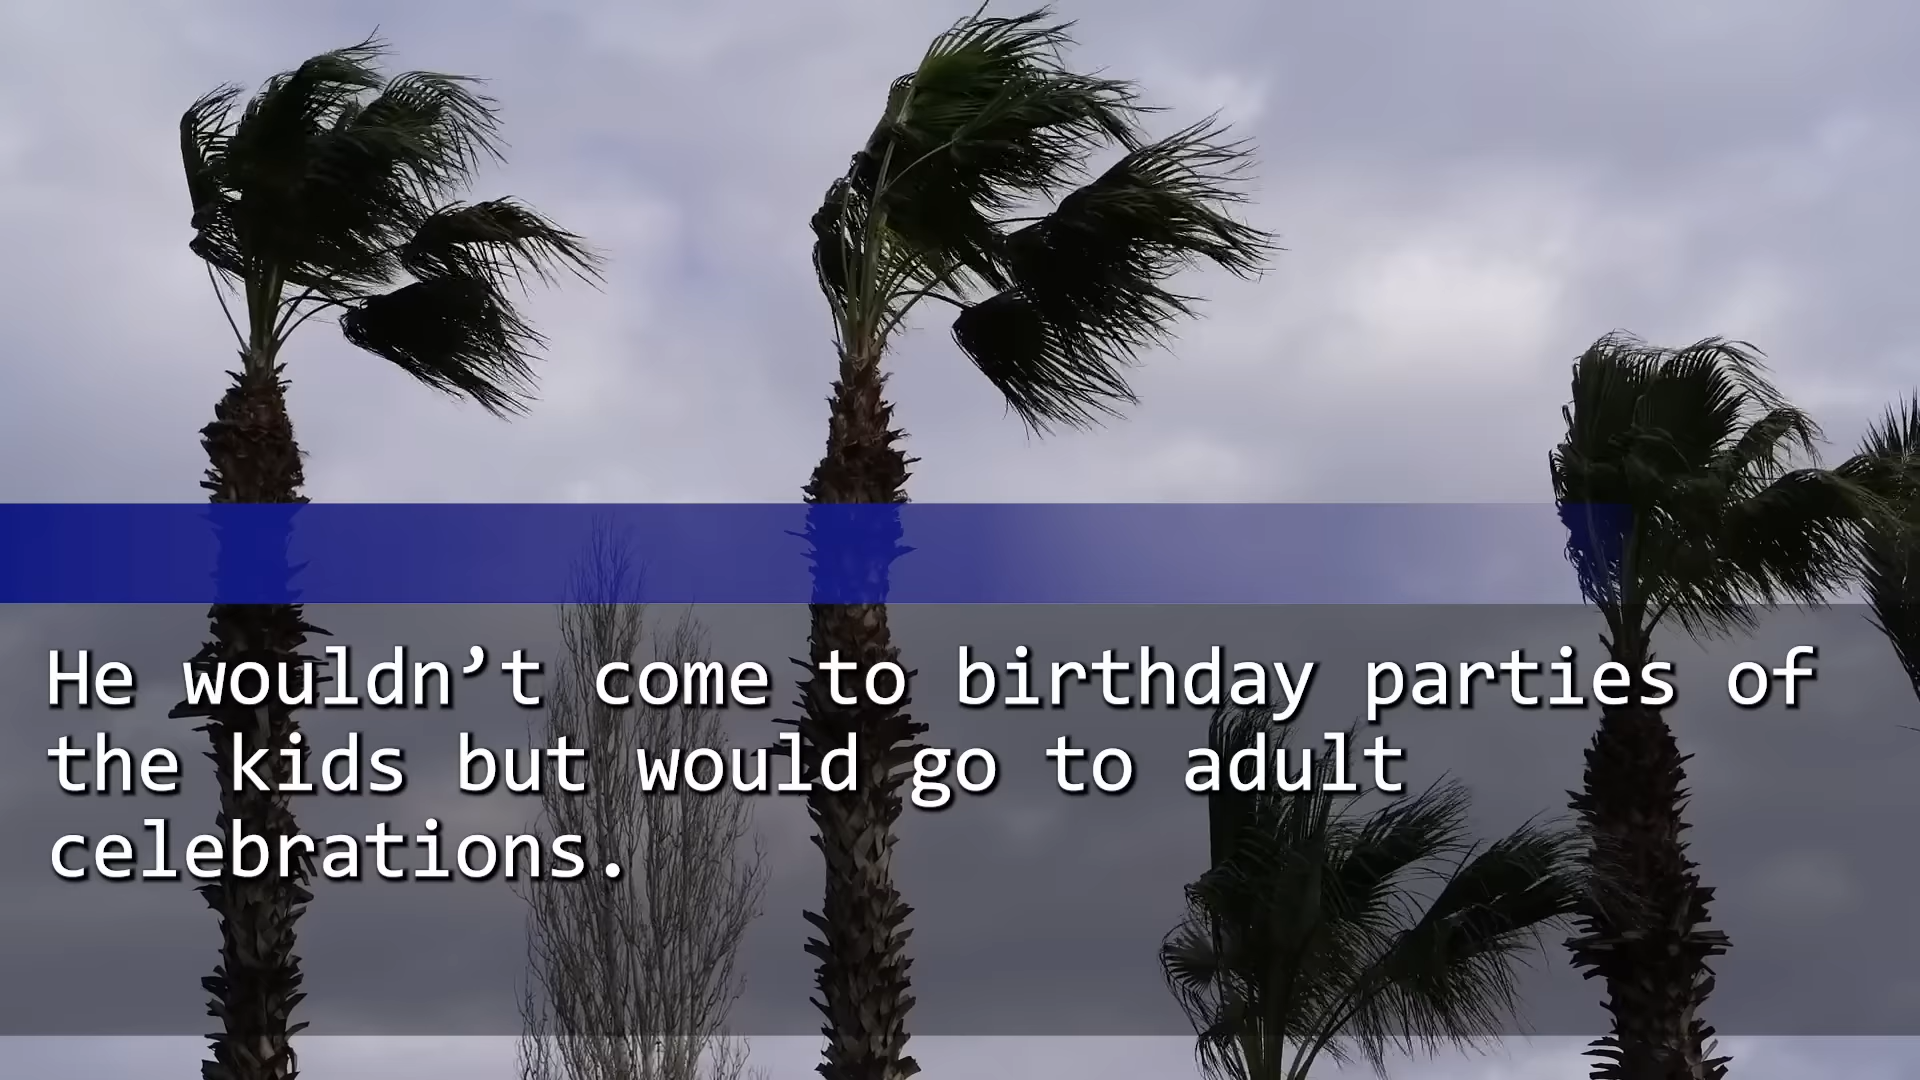 He wouldn’t come to birthday parties of
the kids but would go to adult
celebrations.